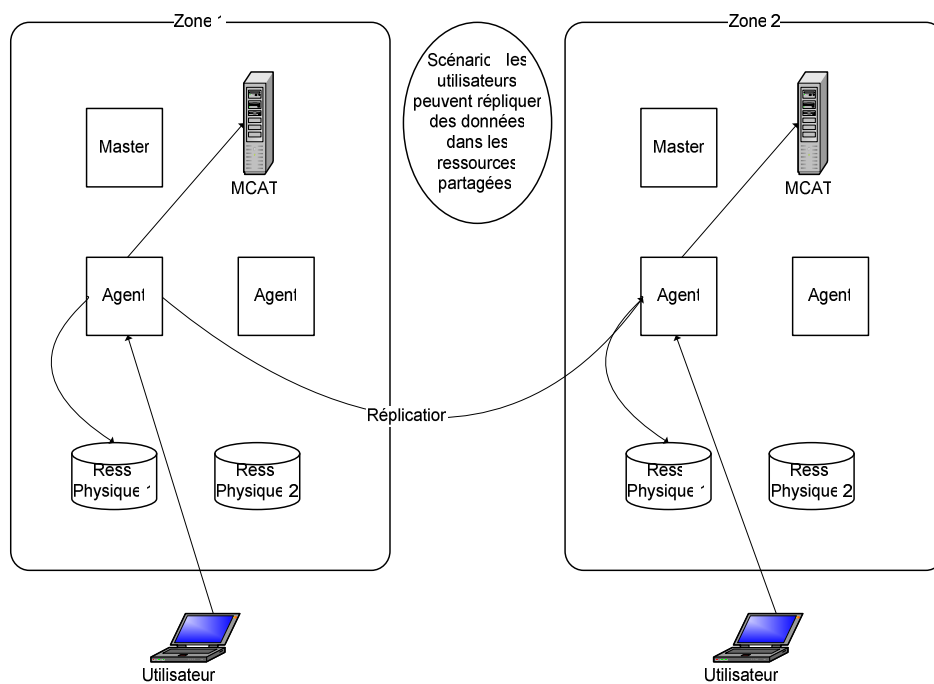 Zone 1
Zone 2
Scénario les
utilisateurs
peuvent répliquer
des données
dans les
ressources
partagées
Master
MCAT
Master
MCAT
Agent
Agent
Agent
Agent
Réplication
Ress
Physique 1
Ress
Physique 2
Ress
Physique 1
Ress
Physique 2
Utilisateur
Utilisateur